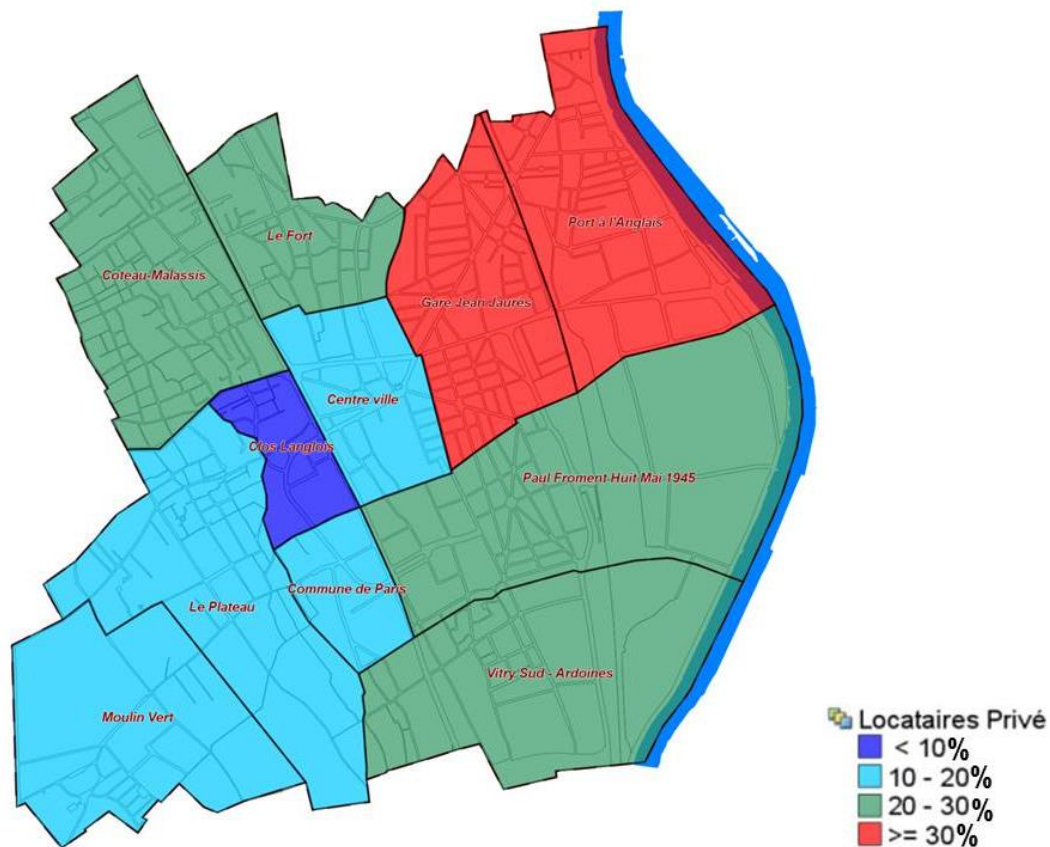 Port à l'Anglais
Le Fort
Coteau-Malassis
Gare Jean Jaurés
Centre ville
Clos Langlois
Paul Froment Huit Mai 1945
Commune de Paris
Le Plateau
Vitry Sud - Ardoines
Moulin Vert
Locataires Privé
< 10%
10 - 20%
20 - 30%
>= 30%